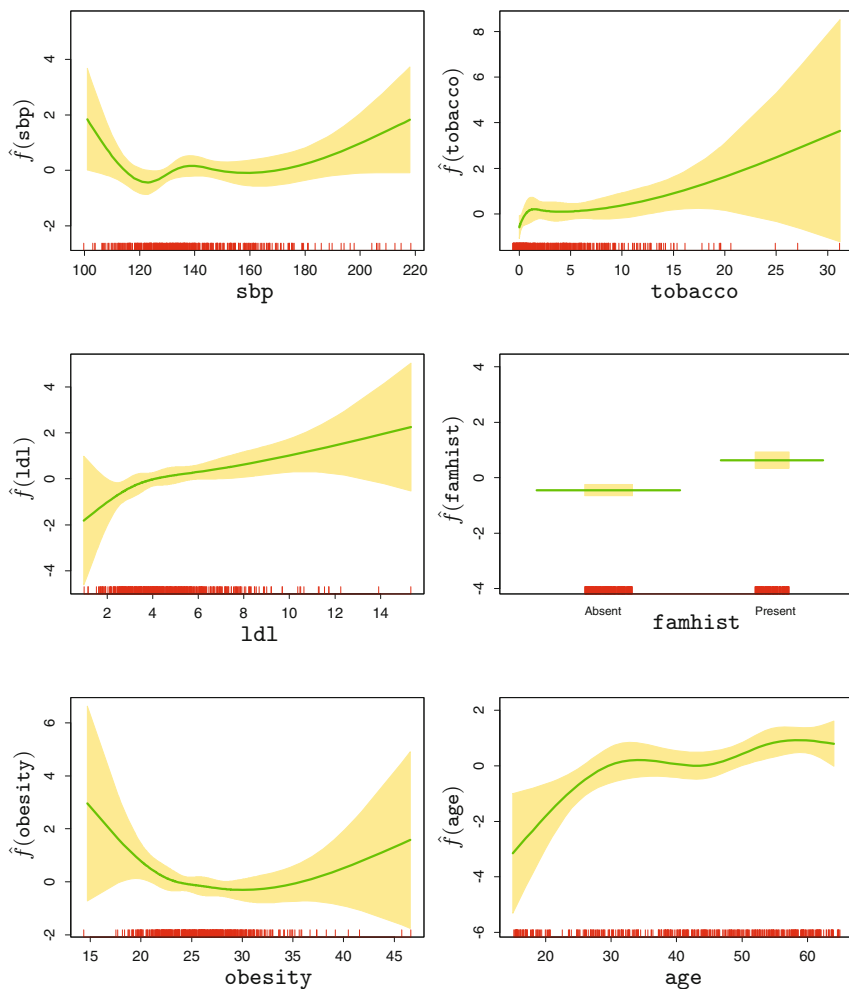 f̂(sbp)
-2 0 2 4
100 120 140 160 180 200 220
sbp
f̂(tobacco)
0 2 4 6 8
0 5 10 15 20 25 30
tobacco
f̂(ldl)
-4 -2 0 2 4
2 4 6 8 10 12 14
ldl
f̂(famhist)
-4 -2 0 2 4
Absent Present
famhist
f̂(obesity)
-2 0 2 4 6
15 20 25 30 35 40 45
obesity
f̂(age)
-6 -4 -2 0 2
20 30 40 50 60
age